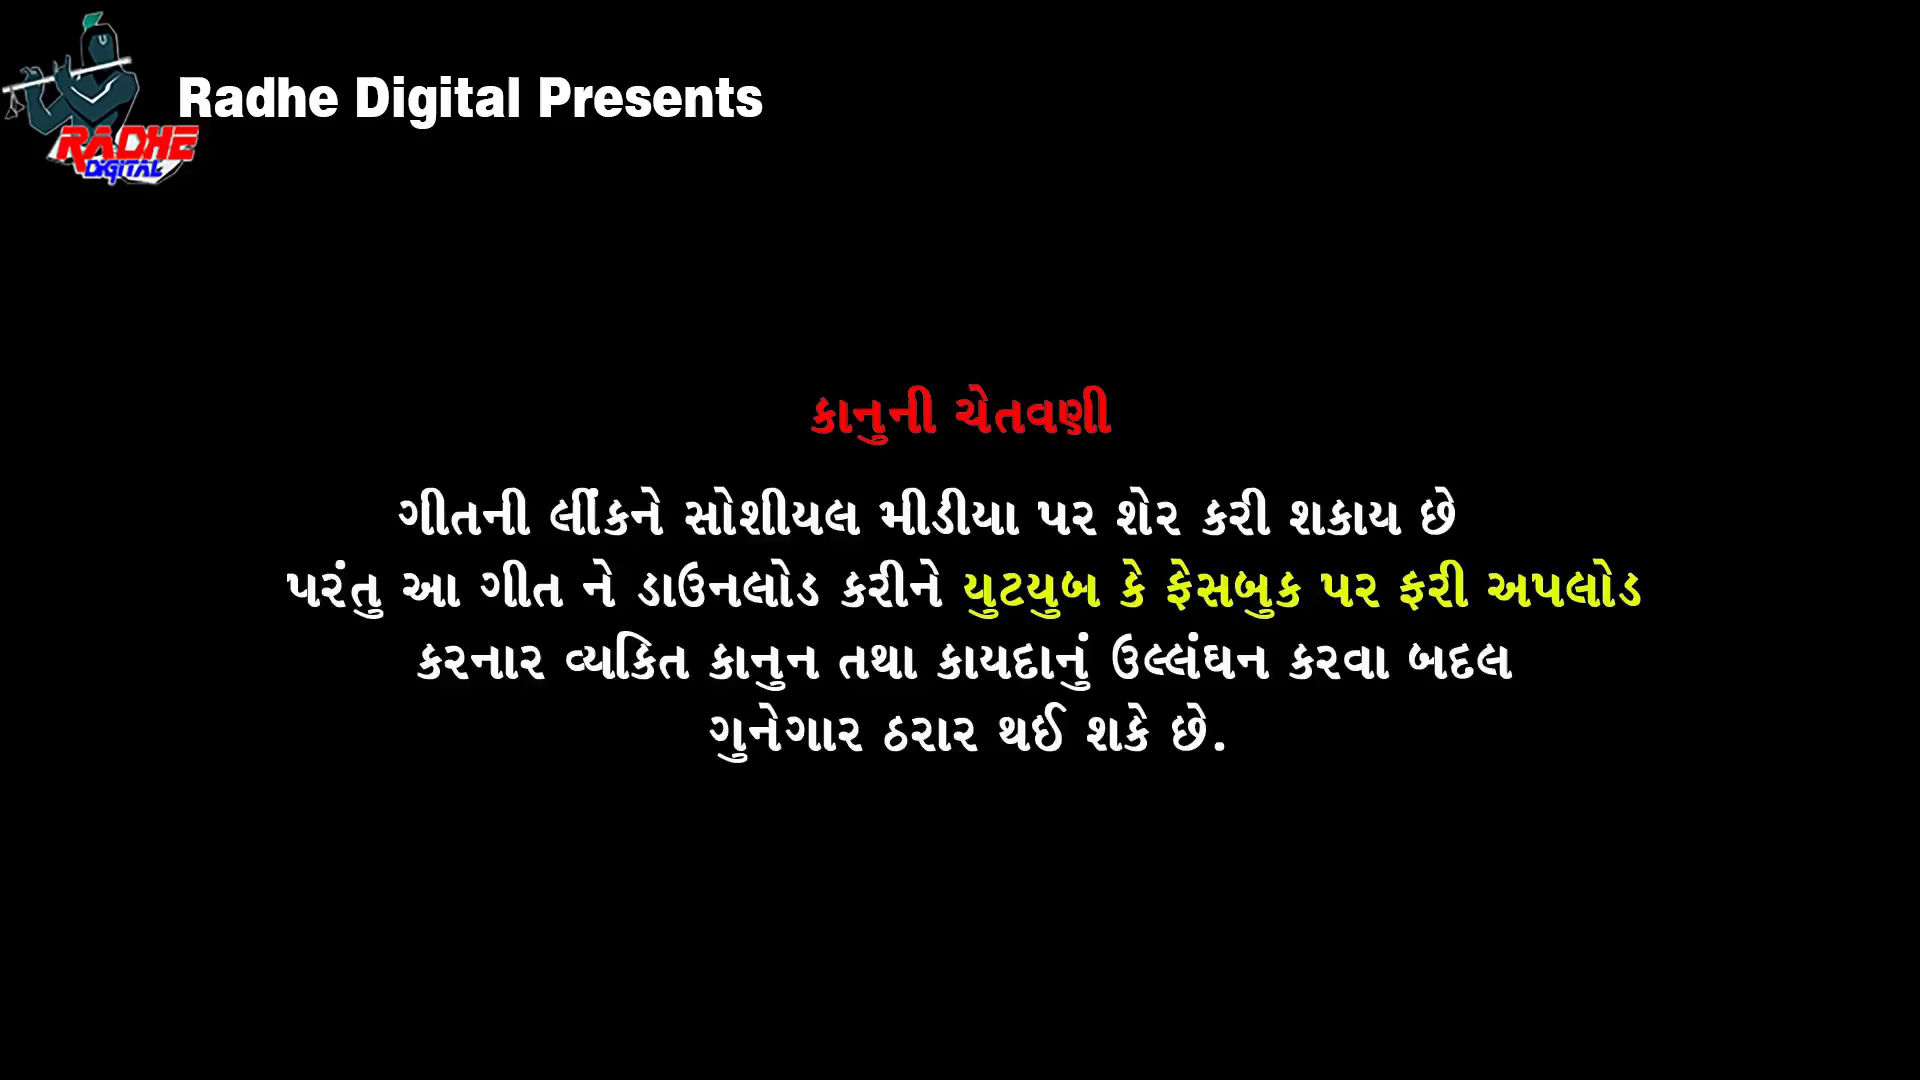 Radhe Digital Presents
RADHE
DIGITAL
કાનુની ચેતવણી
ગીતની લીંકને સોશીયલ મીડીયા પર શેર કરી શકાય છે
પરંતુ આ ગીત ને ડાઉનલોડ કરીને યુટયુબ કે ફેસબુક પર ફરી અપલોડ
કરનાર વ્યકિત કાનુન તથા કાયદાનું ઉલ્લંઘન કરવા બદલ
ગુનેગાર ઠરાર થઈ શકે છે.